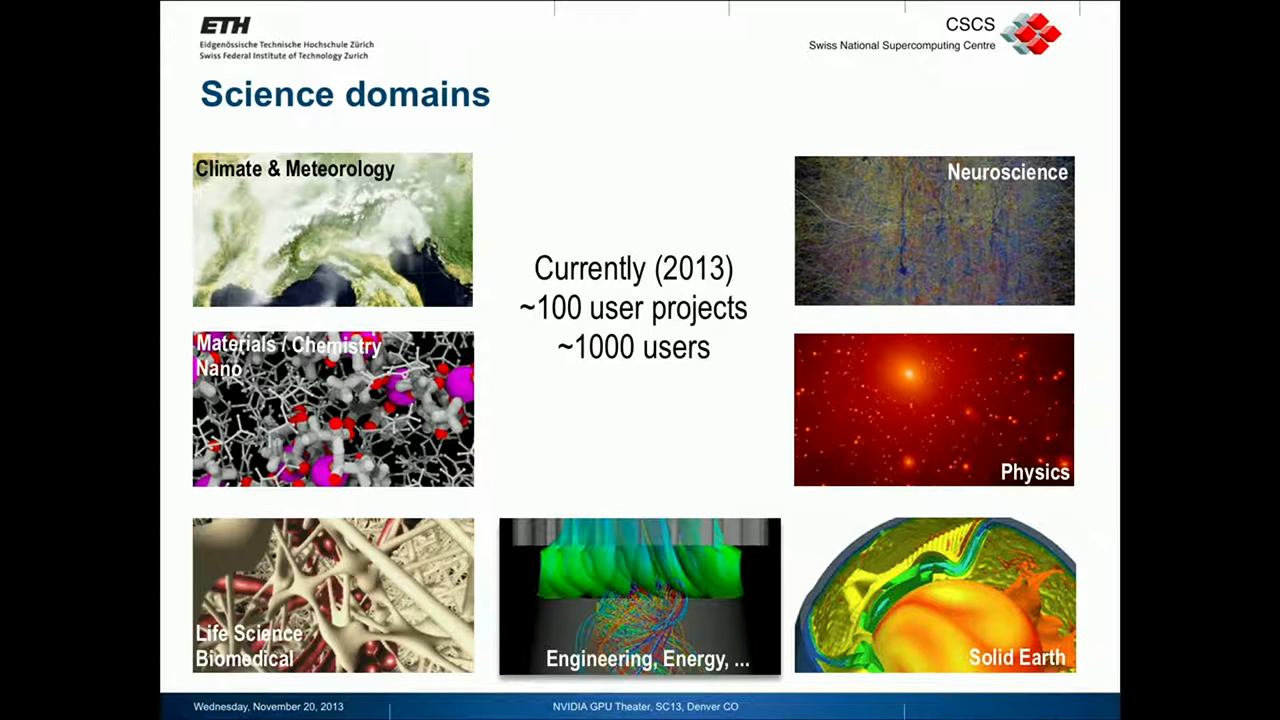 ETH
Eidgenössische Technische Hochschule Zürich
Swiss Federal Institute of Technology Zurich
CSCS
Swiss National Supercomputing Centre
Science domains
Climate & Meteorology
Neuroscience
Currently (2013)
~100 user projects
~1000 users
Materials / Chemistry
Nano
Physics
Life Science
Biomedical
Engineering, Energy, ...
Solid Earth
Wednesday, November 20, 2013
NVIDIA GPU Theater, SC13, Denver CO